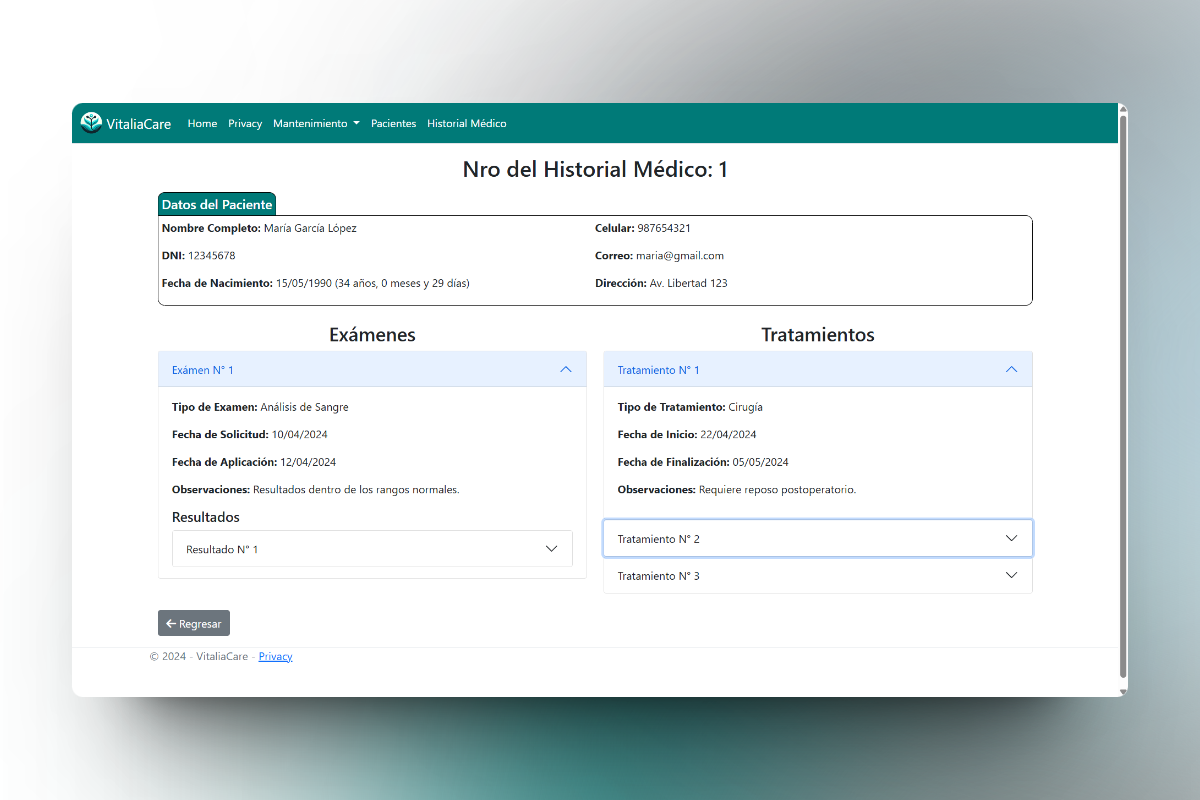 VitaliaCare Home Privacy Mantenimiento Pacientes Historial Médico
Nro del Historial Médico: 1
Datos del Paciente
Nombre Completo: María García López
Celular: 987654321
DNI: 12345678
Correo: maria@gmail.com
Fecha de Nacimiento: 15/05/1990 (34 años, 0 meses y 29 días)
Dirección: Av. Libertad 123
Exámenes
Exámen N° 1
Tipo de Examen: Análisis de Sangre
Fecha de Solicitud: 10/04/2024
Fecha de Aplicación: 12/04/2024
Observaciones: Resultados dentro de los rangos normales.
Resultados
Resultado N° 1
Tratamientos
Tratamiento N° 1
Tipo de Tratamiento: Cirugía
Fecha de Inicio: 22/04/2024
Fecha de Finalización: 05/05/2024
Observaciones: Requiere reposo postoperatorio.
Tratamiento N° 2
Tratamiento N° 3
Regresar
© 2024 - VitaliaCare - Privacy